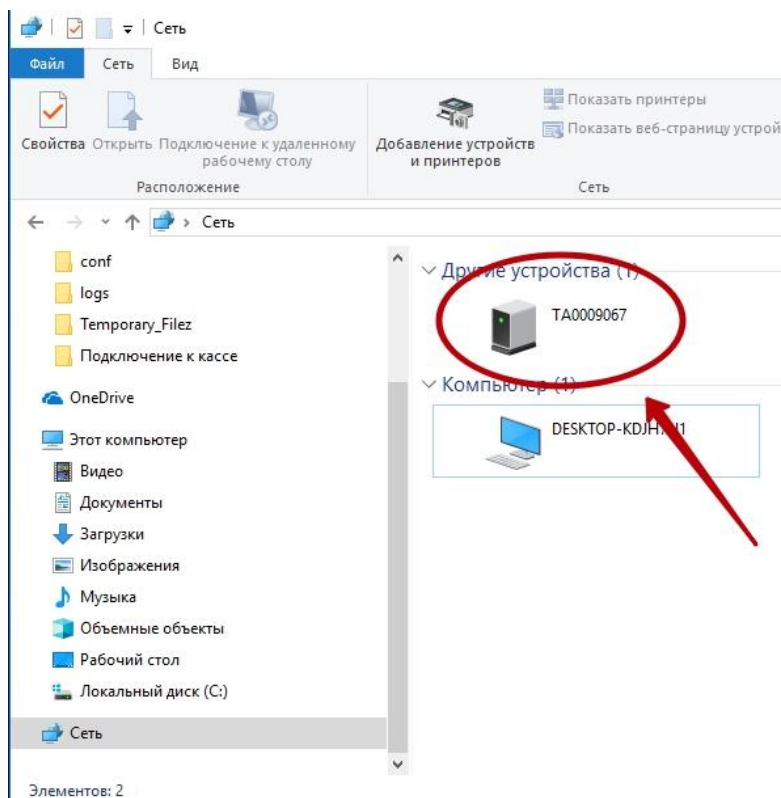 Сеть
Файл
Сеть
Вид
Свойства
Открыть
Подключение к удаленному
рабочему столу
Добавление устройств
и принтеров
Показать принтеры
Показать веб-страницу устрой
Расположение
Сеть
Сеть
conf
logs
Temporary_Filez
Подключение к кассе
OneDrive
Этот компьютер
Видео
Документы
Загрузки
Изображения
Музыка
Объемные объекты
Рабочий стол
Локальный диск (C:)
Сеть
Другие устройства (1)
TA0009067
Компьютер (1)
Элементов: 2